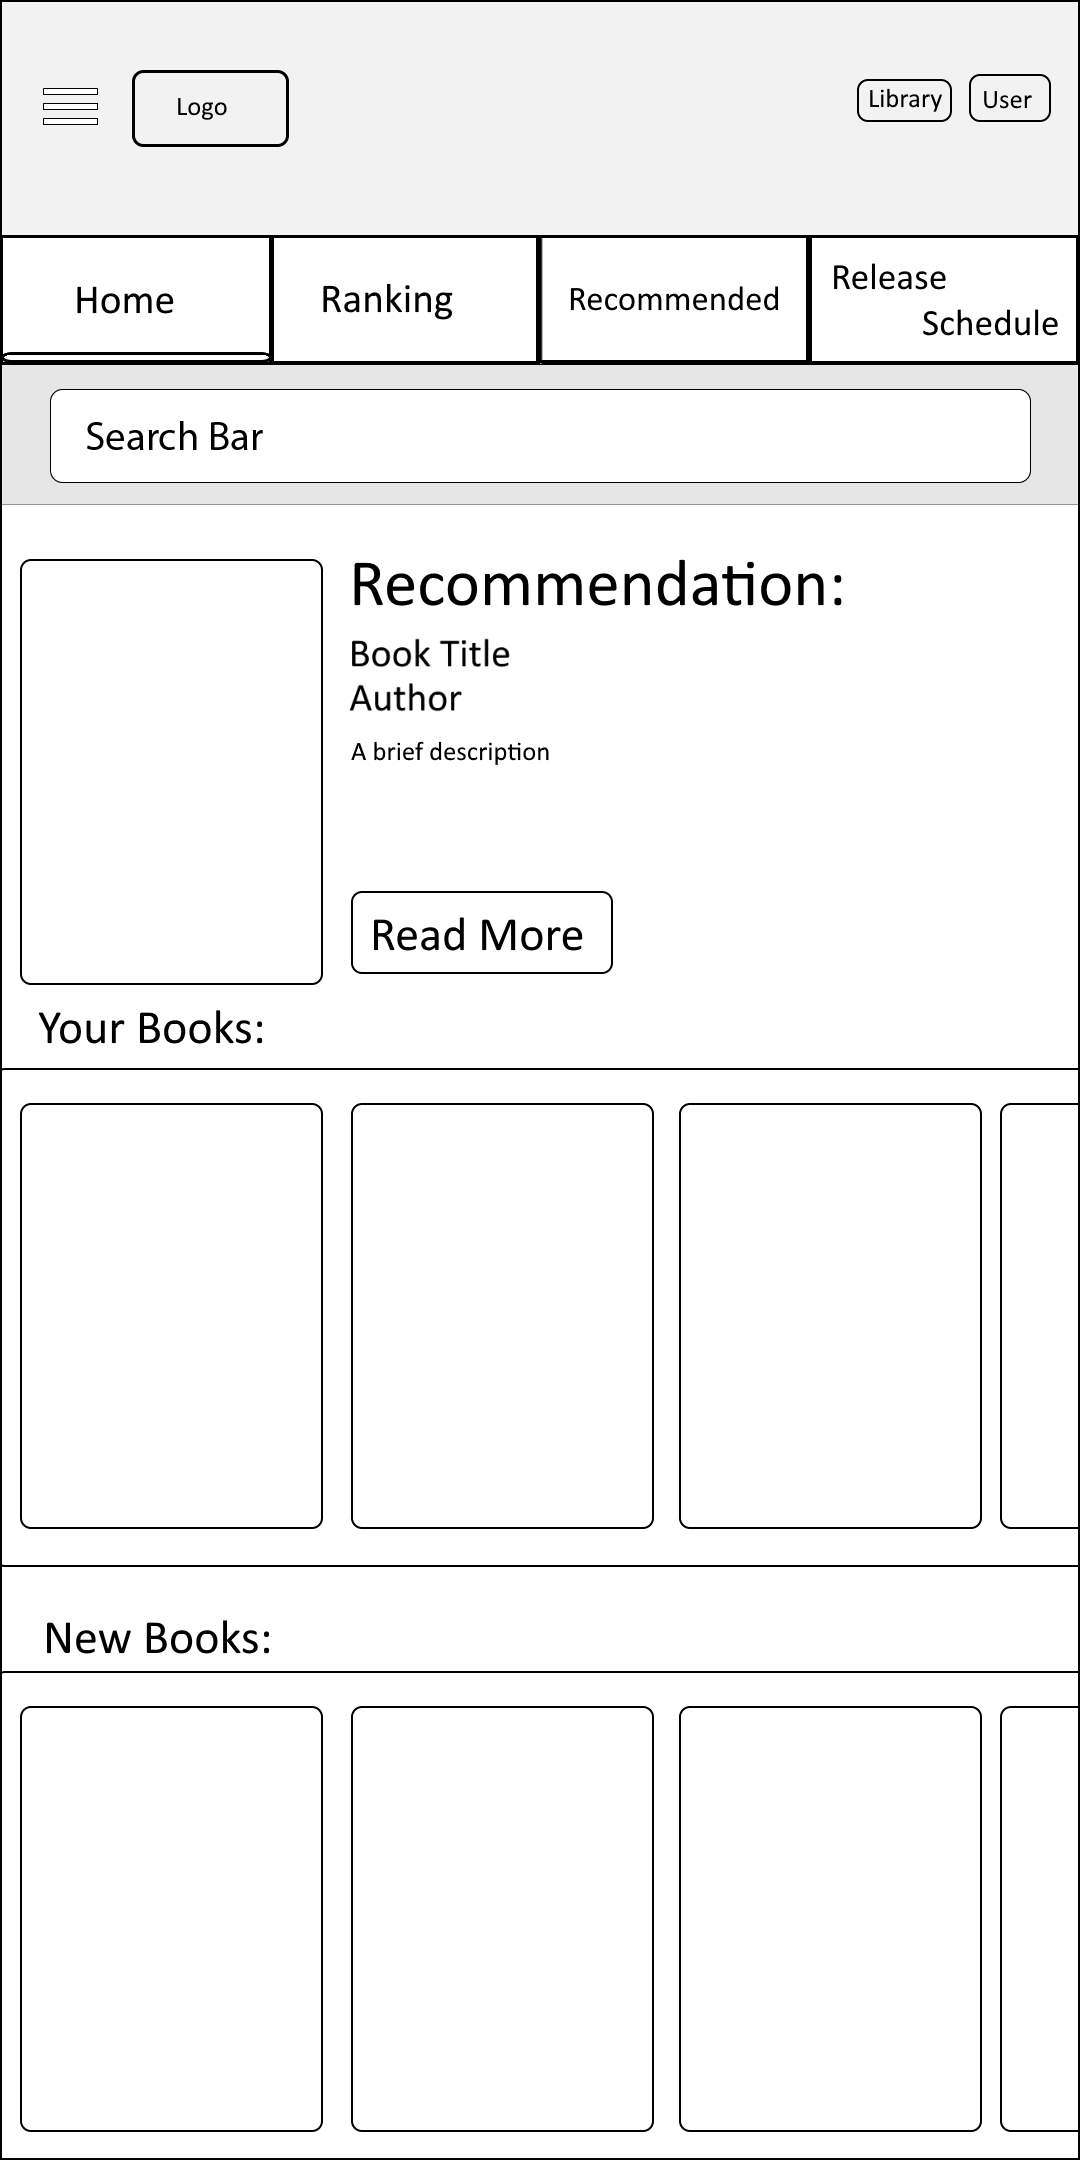 Logo
Library
User
Home
Ranking
Recommended
Release
Schedule
Search Bar
Recommendation:
Book Title
Author
A brief description
Read More
Your Books:
New Books: